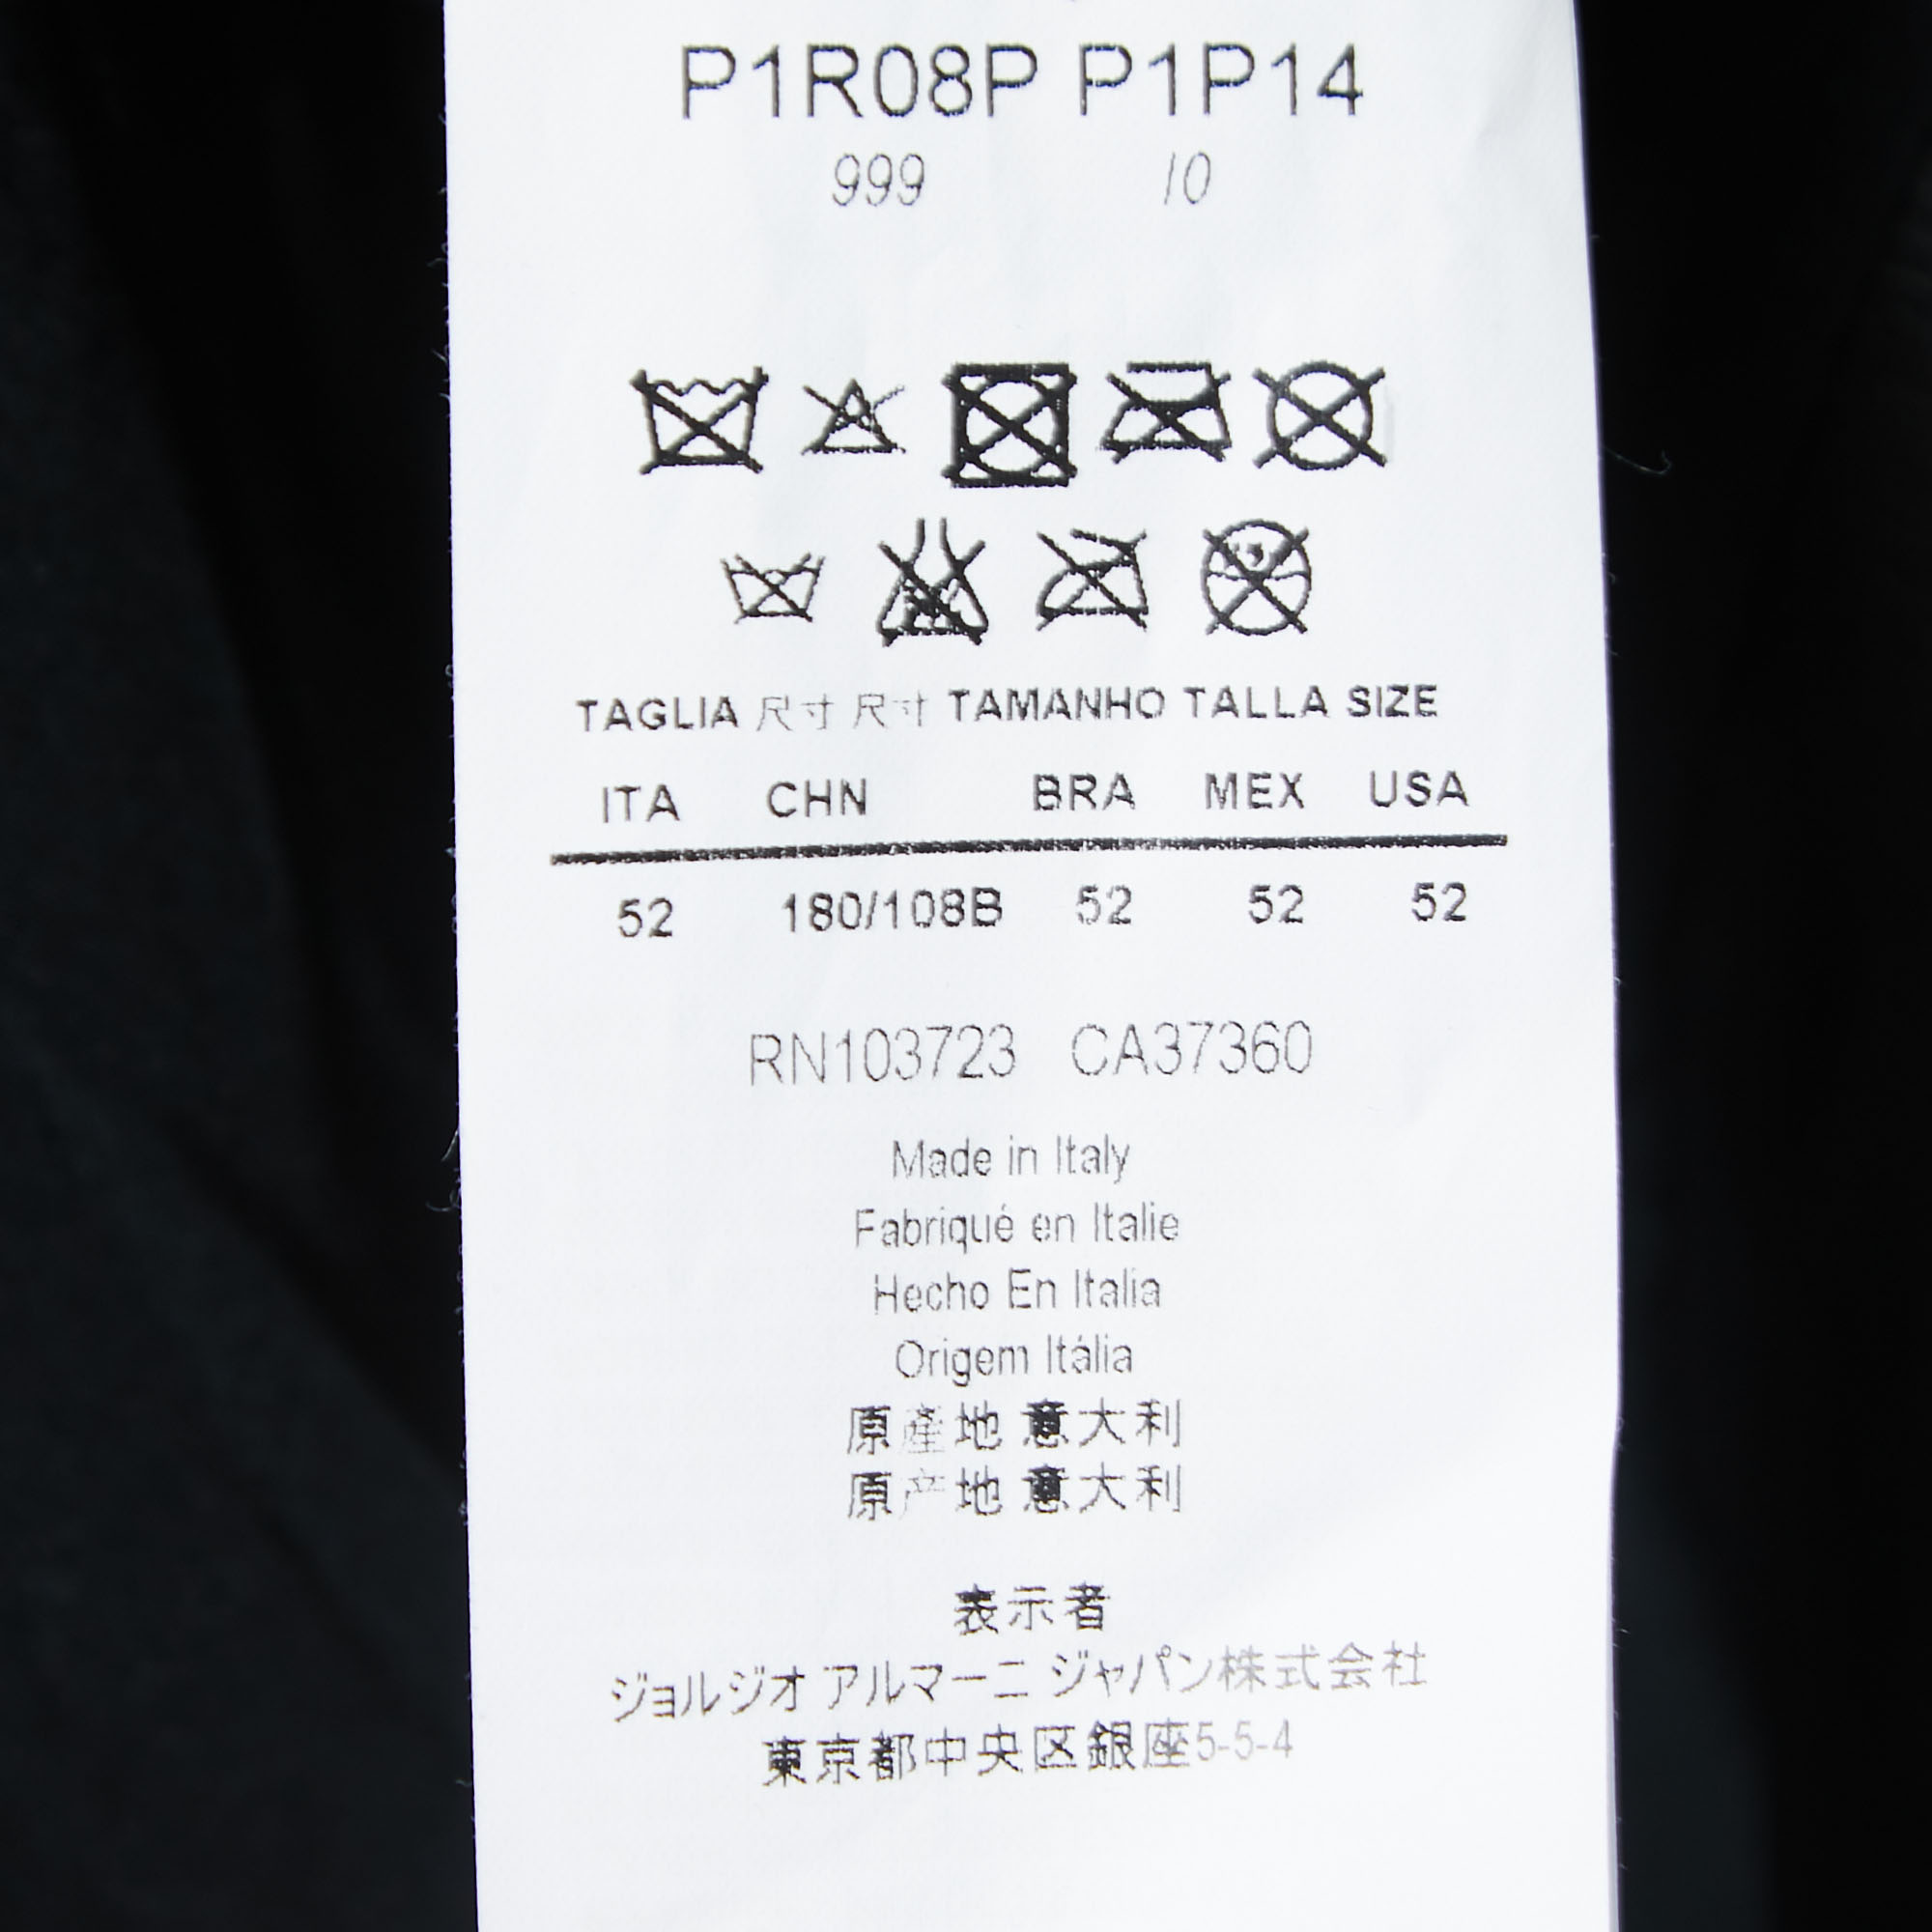 P1R08P P1P14
999 10
TAGLIA 尺寸 尺寸 TAMANHO TALLA SIZE
ITA CHN BRA MEX USA
52 180/108B 52 52 52
RN103723 CA37360
Made in Italy
Fabriqué en Italie
Hecho En Italia
Origem Itália
原產地 意大利
原产地 意大利
表示者
ジョルジオ アルマーニ ジャパン株式会社
東京都中央区銀座5-5-4